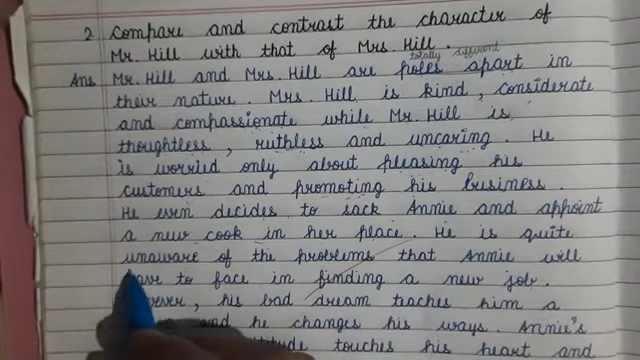 2 Compare and contrast the character of
Mr. Hill with that of Mrs. Hill.
totally different
Ans Mr. Hill and Mrs. Hill are poles apart in
their nature. Mrs. Hill is kind, considerate
and compassionate while Mr. Hill is
thoughtless, ruthless and uncaring. He
is worried only about pleasing his
customers and promoting his business.
He even decides to sack Annie and appoint
a new cook in her place. He is quite
unaware of the problems that Annie will
have to face in finding a new job.
his bad dream teaches him a
and he changes his ways. Annie's
touches his heart and